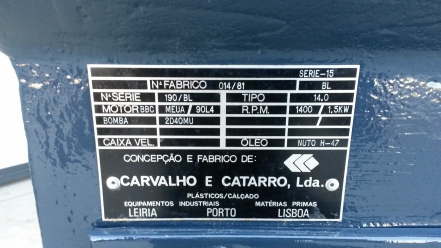 SERIE-15
Nº FABRICO 014/81 BL
Nº SÉRIE 190/BL TIPO 14.0
MOTOR BBC MEUA/90L4 R.P.M. 1400/1,5KW
BOMBA 2D40MU
CAIXA VEL. OLEO NUTO H-47
CONCEPÇÃO E FABRICO DE:
CARVALHO E CATARRO, Lda.
PLÁSTICOS/CALÇADO
EQUIPAMENTOS INDUSTRIAIS MATÉRIAS PRIMAS
LEIRIA PORTO LISBOA